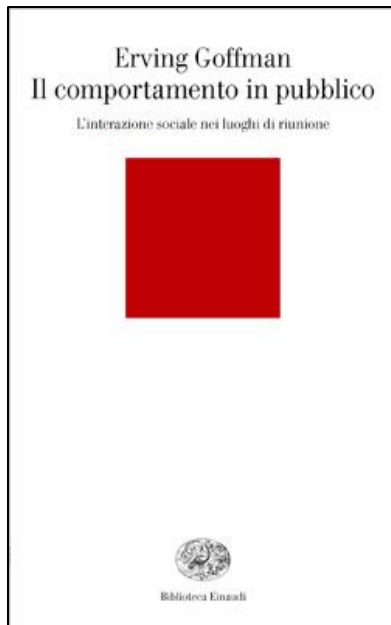 Erving Goffman
Il comportamento in pubblico
L'interazione sociale nei luoghi di riunione
Biblioteca Einaudi